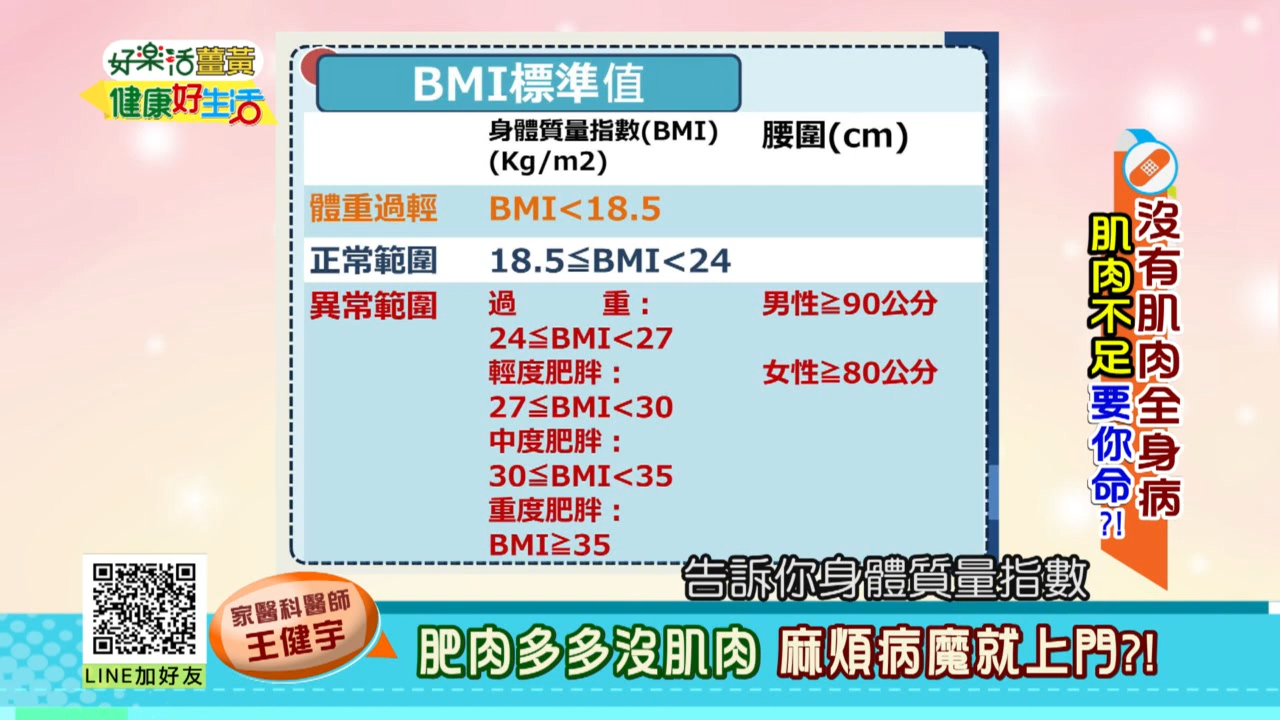 好楽活薑黃
健康好生活
BMI標準值
身體質量指數(BMI)
(Kg/m2)
腰圍(cm)
體重過輕 BMI<18.5
正常範圍 18.5≦BMI<24
異常範圍 過 重： 男性≧90公分
24≦BMI<27
輕度肥胖： 女性≧80公分
27≦BMI<30
中度肥胖：
30≦BMI<35
重度肥胖：
BMI≧35
沒有肌肉全身病
肌肉不足要你命?!
告訴你身體質量指數
家醫科醫師
王健宇
肥肉多多沒肌肉 麻煩病魔就上門?!
LINE加好友